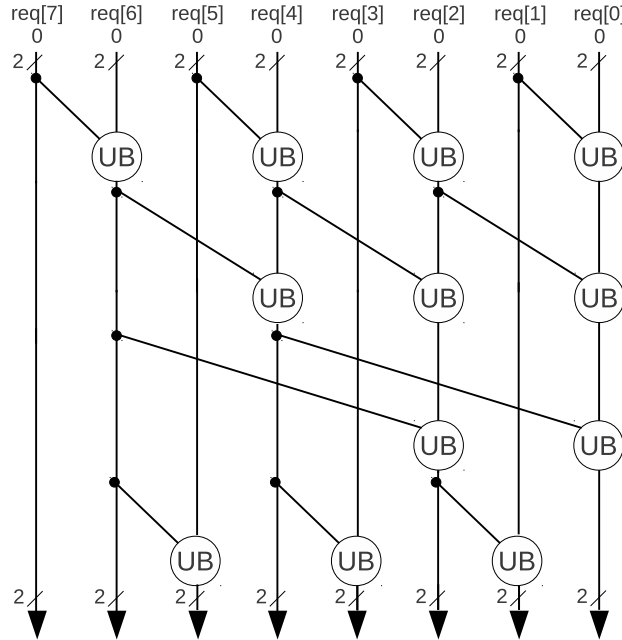 req[7] req[6] req[5] req[4] req[3] req[2] req[1] req[0]
0 0 0 0 0 0 0 0
2 2 2 2 2 2 2 2
UB UB UB UB
UB UB UB
UB UB
UB UB UB
2 2 2 2 2 2 2 2